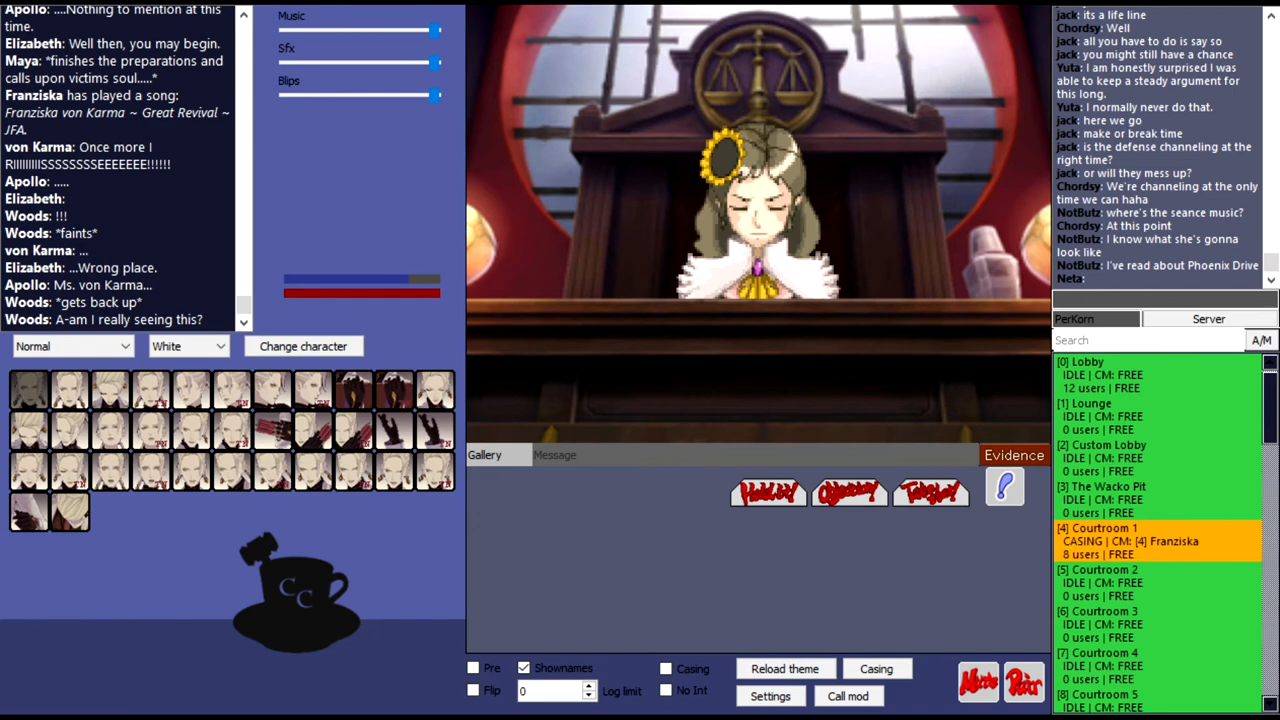 Apollo: ....Nothing to mention at this
time.
Elizabeth: Well then, you may begin.
Maya: *finishes the preparations and
calls upon victims soul.....*
Franziska has played a song:
Franziska von Karma ~ Great Revival ~
JFA.
von Karma: Once more I
RIIIIIIIIISSSSSSSEEEEEEE!!!!!!
Apollo: .....
Elizabeth:
Woods: !!!
Woods: *faints*
von Karma: ...
Elizabeth: ...Wrong place.
Apollo: Ms. von Karma...
Woods: *gets back up*
Woods: A-am I really seeing this?
Music
Sfx
Blips
Normal
White
Change character
CC
Gallery
Message
Evidence
Hold it!
Objection!
Take that!
Pre
Shownames
Casing
Reload theme
Casing
Flip
0
Log limit
No Int
Settings
Call mod
Mute
Pair
jack: its a life line
Chordsy: Well
jack: all you have to do is say so
jack: you might still have a chance
Yuta: I am honestly surprised I was
able to keep a steady argument for
this long.
Yuta: I normally never do that.
jack: here we go
jack: make or break time
jack: is the defense channeling at the
right time?
jack: or will they mess up?
Chordsy: We're channeling at the only
time we can haha
NotButz: where's the seance music?
Chordsy: At this point
NotButz: I know what she's gonna
look like
NotButz: I've read about Phoenix Drive
Neta:
PerKorn
Server
Search
A/M
[0] Lobby
IDLE | CM: FREE
12 users | FREE
[1] Lounge
IDLE | CM: FREE
0 users | FREE
[2] Custom Lobby
IDLE | CM: FREE
0 users | FREE
[3] The Wacko Pit
IDLE | CM: FREE
0 users | FREE
[4] Courtroom 1
CASING | CM: [4] Franziska
8 users | FREE
[5] Courtroom 2
IDLE | CM: FREE
0 users | FREE
[6] Courtroom 3
IDLE | CM: FREE
0 users | FREE
[7] Courtroom 4
IDLE | CM: FREE
0 users | FREE
[8] Courtroom 5
IDLE | CM: FREE